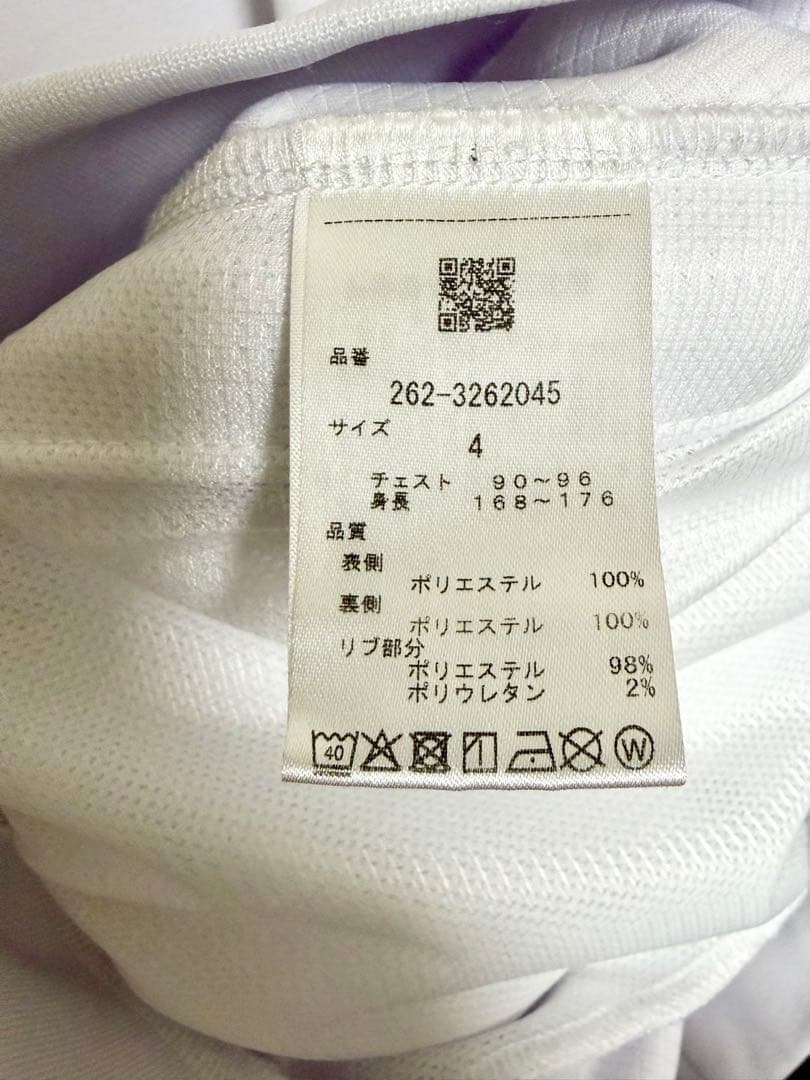 品番
262-3262045
サイズ
4
チェスト 90～96
身長 168～176
品質
表側
ポリエステル 100%
裏側
ポリエステル 100%
リブ部分
ポリエステル 98%
ポリウレタン 2%
40 W